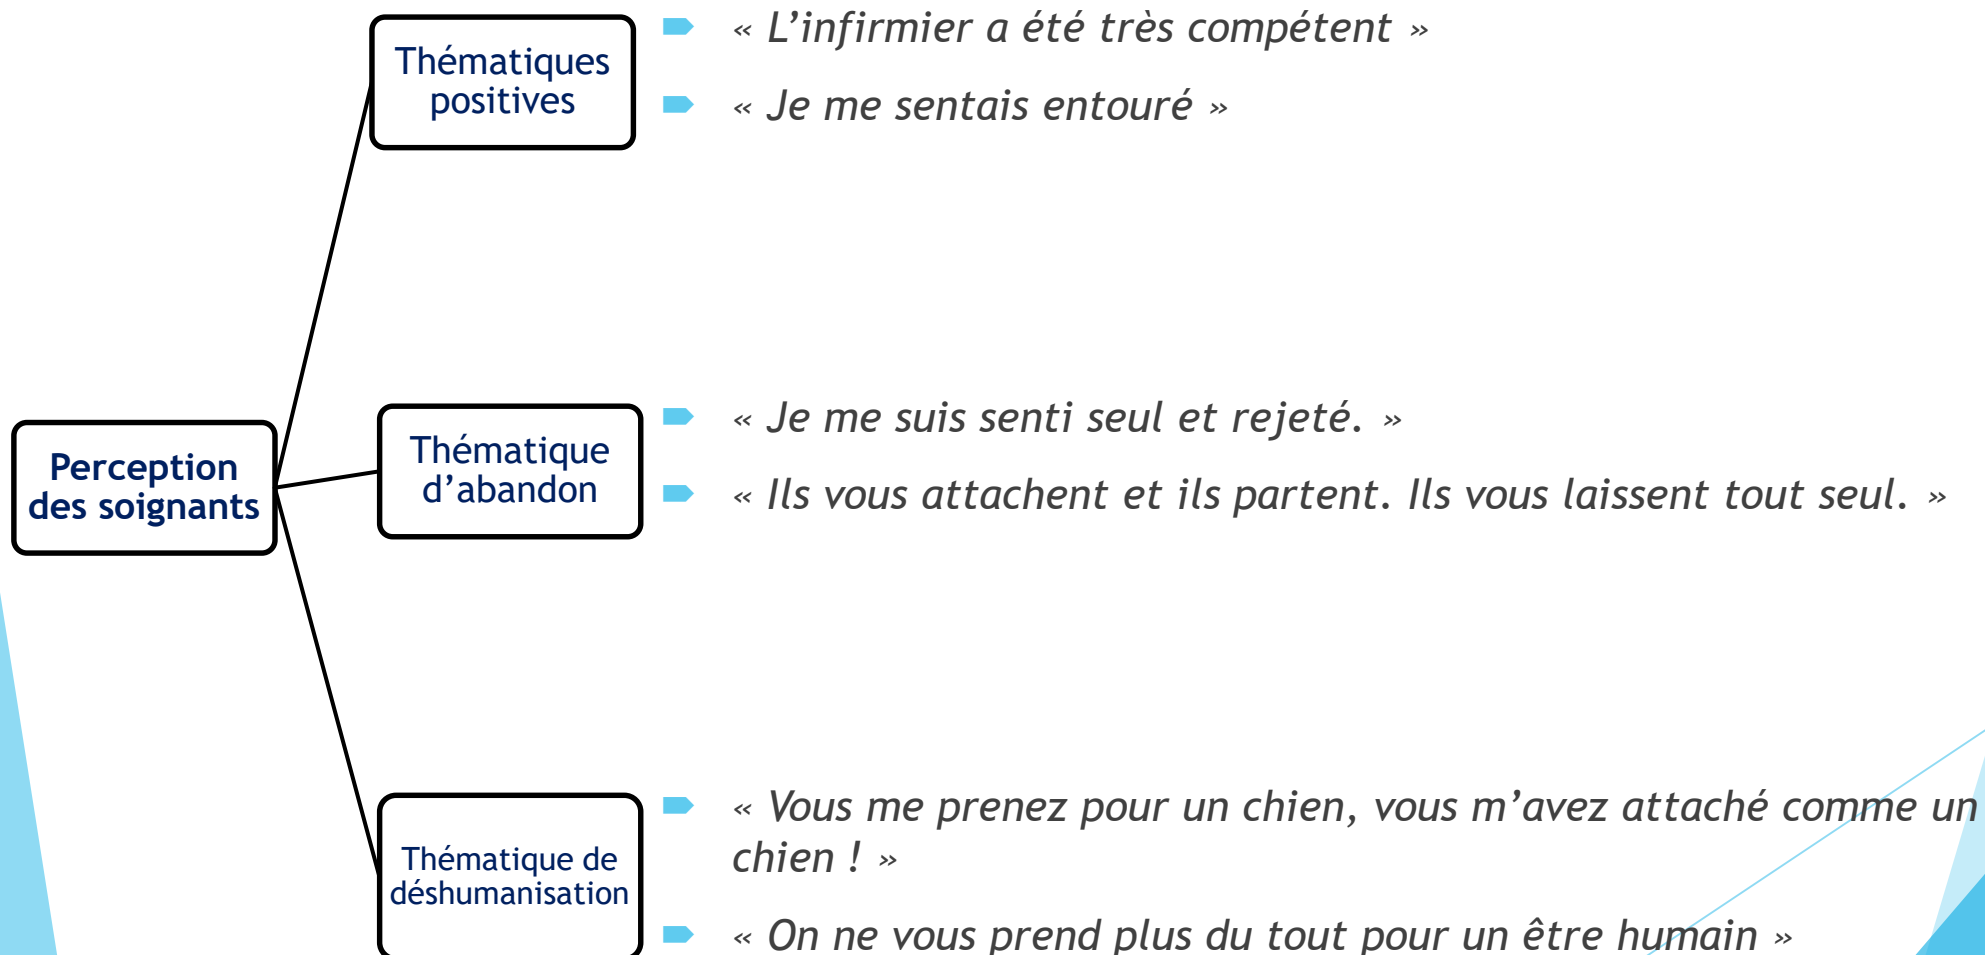 Thématiques
positives
« L’infirmier a été très compétent »
« Je me sentais entouré »
Perception
des soignants
Thématique
d’abandon
« Je me suis senti seul et rejeté. »
« Ils vous attachent et ils partent. Ils vous laissent tout seul. »
Thématique de
déshumanisation
« Vous me prenez pour un chien, vous m’avez attaché comme un
chien ! »
« On ne vous prend plus du tout pour un être humain »